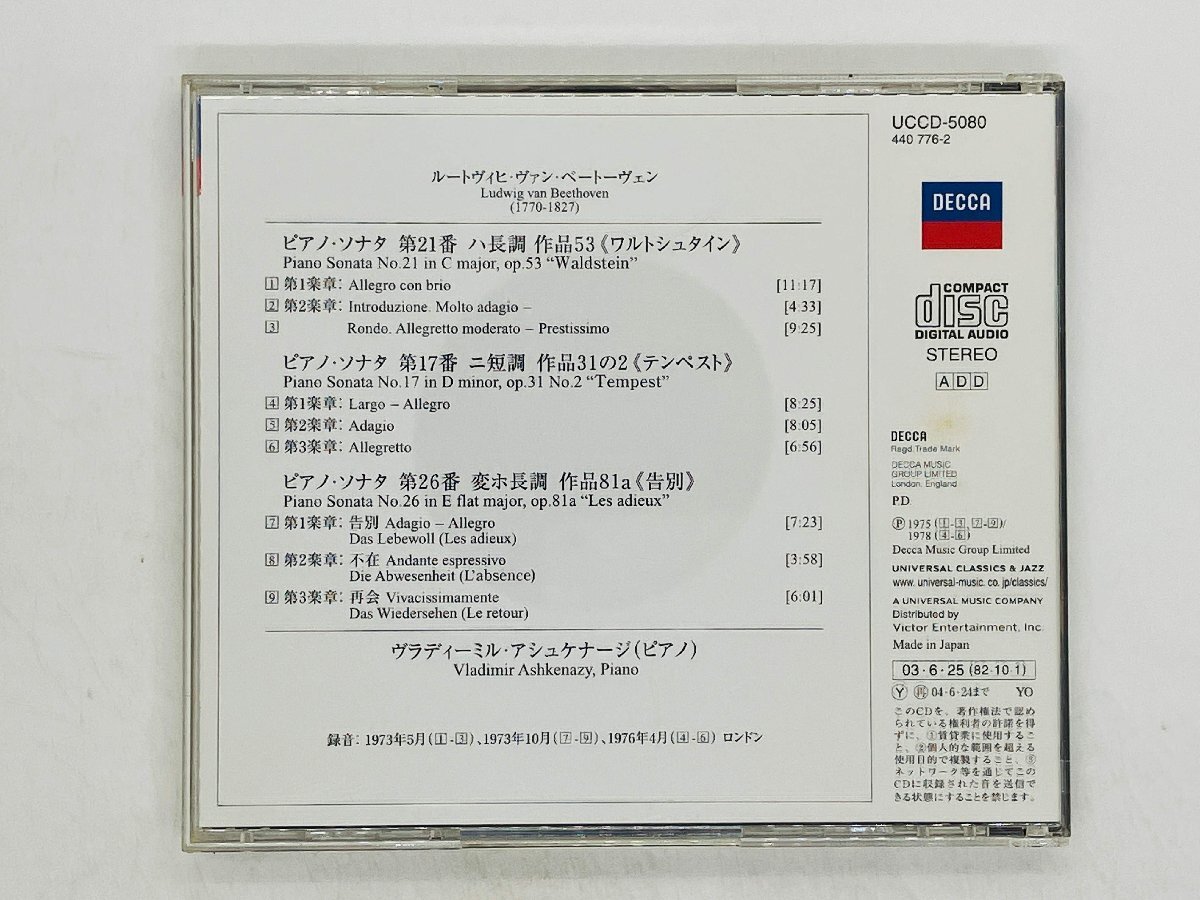 ルートヴィヒ・ヴァン・ベートーヴェン
Ludwig van Beethoven
(1770-1827)
ピアノ・ソナタ 第21番 ハ長調 作品53《ワルトシュタイン》
Piano Sonata No.21 in C major, op.53 “Waldstein”
1 第1楽章: Allegro con brio [11:17]
2 第2楽章: Introduzione. Molto adagio – [4:33]
3 Rondo. Allegretto moderato – Prestissimo [9:25]
ピアノ・ソナタ 第17番 ニ短調 作品31の2《テンペスト》
Piano Sonata No.17 in D minor, op.31 No.2 “Tempest”
4 第1楽章: Largo – Allegro [8:25]
5 第2楽章: Adagio [8:05]
6 第3楽章: Allegretto [6:56]
ピアノ・ソナタ 第26番 変ホ長調 作品81a《告別》
Piano Sonata No.26 in E flat major, op.81a “Les adieux”
7 第1楽章: 告別 Adagio – Allegro [7:23]
Das Lebewoll (Les adieux)
8 第2楽章: 不在 Andante espressivo [3:58]
Die Abwesenheit (L’absence)
9 第3楽章: 再会 Vivacissimamente [6:01]
Das Wiedersehen (Le retour)
ヴラディーミル・アシュケナージ(ピアノ)
Vladimir Ashkenazy, Piano
録音: 1973年5月(1-3)、1973年10月(7-9)、1976年4月(4-6) ロンドン
UCCD-5080
440 776-2
DECCA
COMPACT
disc
DIGITAL AUDIO
STEREO
ADD
DECCA
Regd. Trade Mark
DECCA MUSIC
GROUP LIMITED
London, England
P.D.
Ⓟ 1975 (1-3, 7-9)/
1978 (4-6)
Decca Music Group Limited
UNIVERSAL CLASSICS & JAZZ
www.universal-music.co.jp/classics/
A UNIVERSAL MUSIC COMPANY
Distributed by
Victor Entertainment, Inc.
Made in Japan
03・6・25 (82・10・1)
Ⓨ 再 04・6・24まで YO
このCDを、著作権法で認め
られている権利者の許諾を得
ずに、①賃貸業に使用するこ
と、②個人的な範囲を超える
使用目的で複製すること、③
ネットワーク等を通じてこの
CDに収録された音を送信で
きる状態にすることを禁じます。